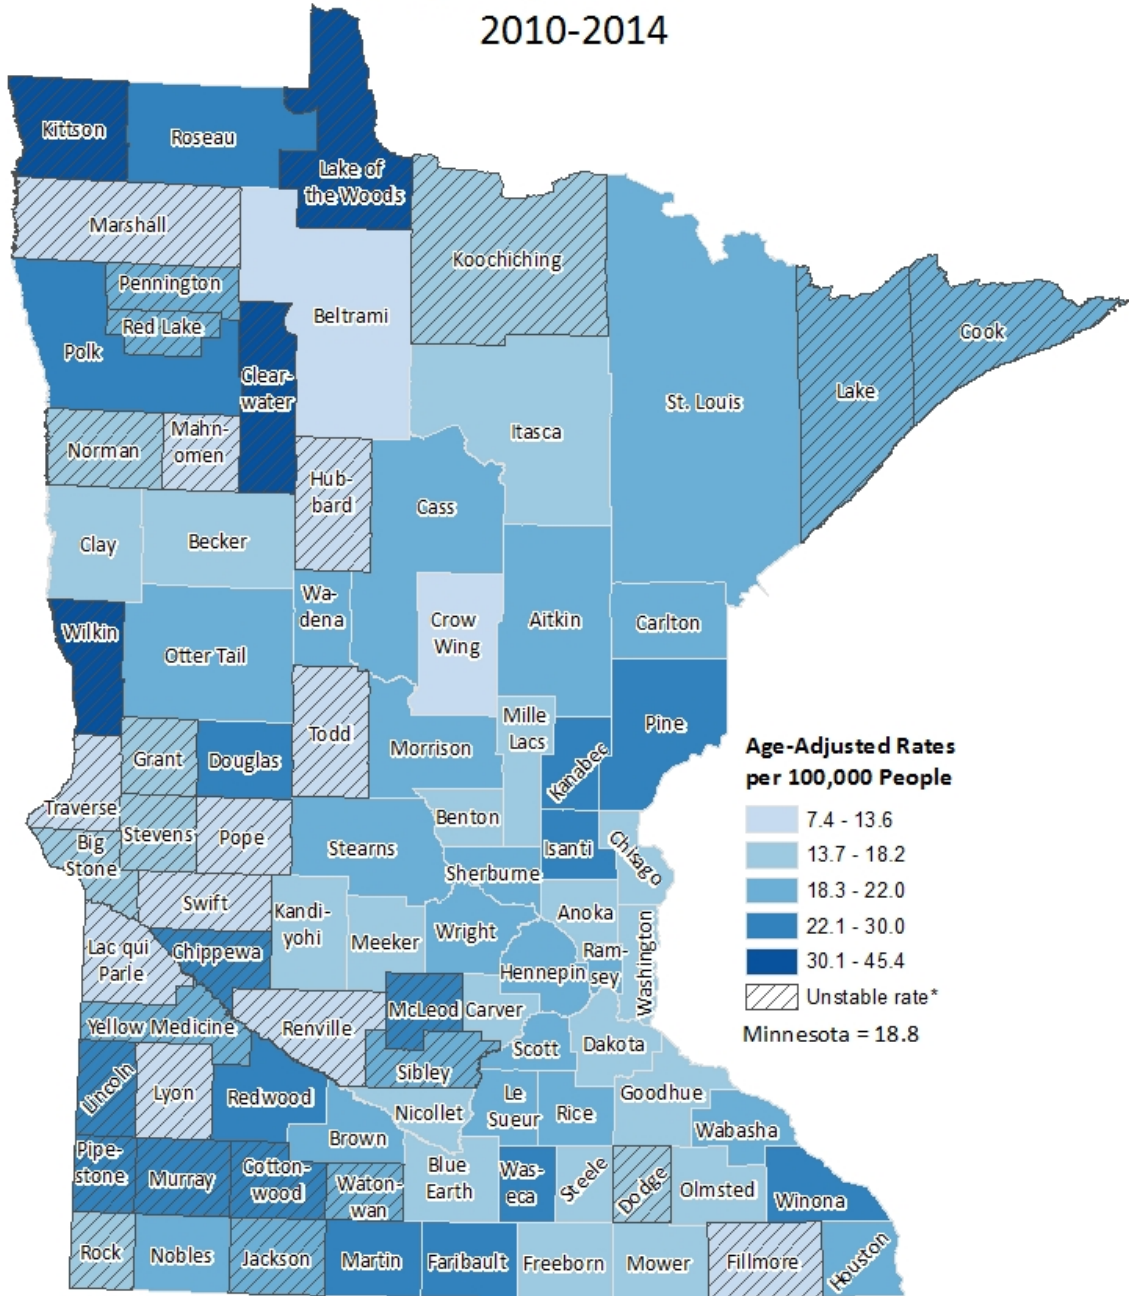 2010-2014
Kittson
Roseau
Lake of
the Woods
Marshall
Koochiching
Pennington
Beltrami
Red Lake
Cook
Polk
Clear-
water
Lake
St. Louis
Itasca
Norman
Mahn-
omen
Hub-
bard
Cass
Clay
Becker
Wa-
dena
Crow
Wing
Aitkin
Carlton
Wilkin
Otter Tail
Pine
Mille
Lacs
Todd
Morrison
Grant
Douglas
Kanabec
Age-Adjusted Rates
per 100,000 People
7.4 - 13.6
13.7 - 18.2
18.3 - 22.0
22.1 - 30.0
30.1 - 45.4
Unstable rate*
Minnesota = 18.8
Traverse
Benton
Big
Stone
Stevens
Pope
Stearns
Isanti
Chisago
Sherburne
Swift
Kandi-
yohi
Anoka
Meeker
Wright
Washington
Lac qui
Parle
Chippewa
Ram-
sey
Hennepin
McLeod
Carver
Yellow Medicine
Renville
Scott
Dakota
Sibley
Lincoln
Lyon
Redwood
Nicollet
Le
Sueur
Rice
Goodhue
Wabasha
Brown
Pipe-
stone
Murray
Cotton-
wood
Waton-
wan
Blue
Earth
Was-
eca
Steele
Dodge
Olmsted
Winona
Rock
Nobles
Jackson
Martin
Faribault
Freeborn
Mower
Fillmore
Houston